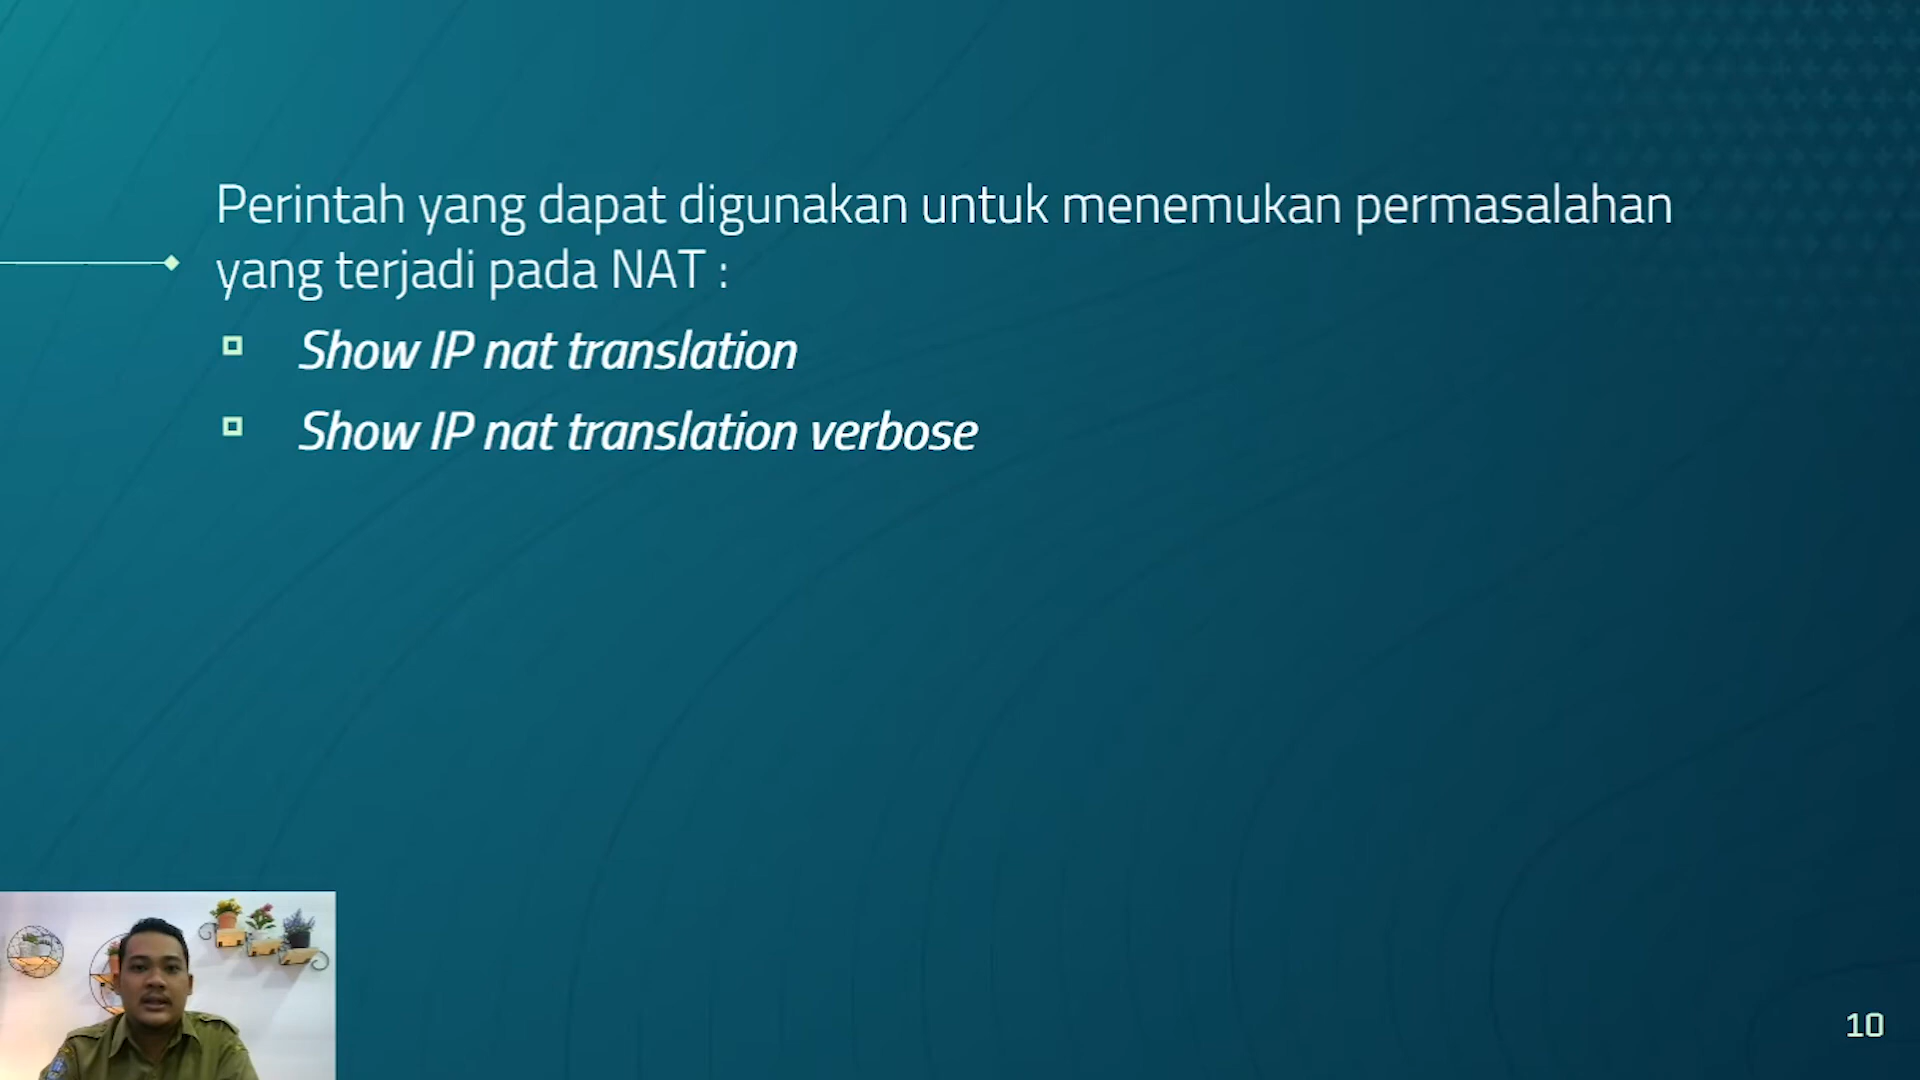 Perintah yang dapat digunakan untuk menemukan permasalahan
yang terjadi pada NAT :
Show IP nat translation
Show IP nat translation verbose
10